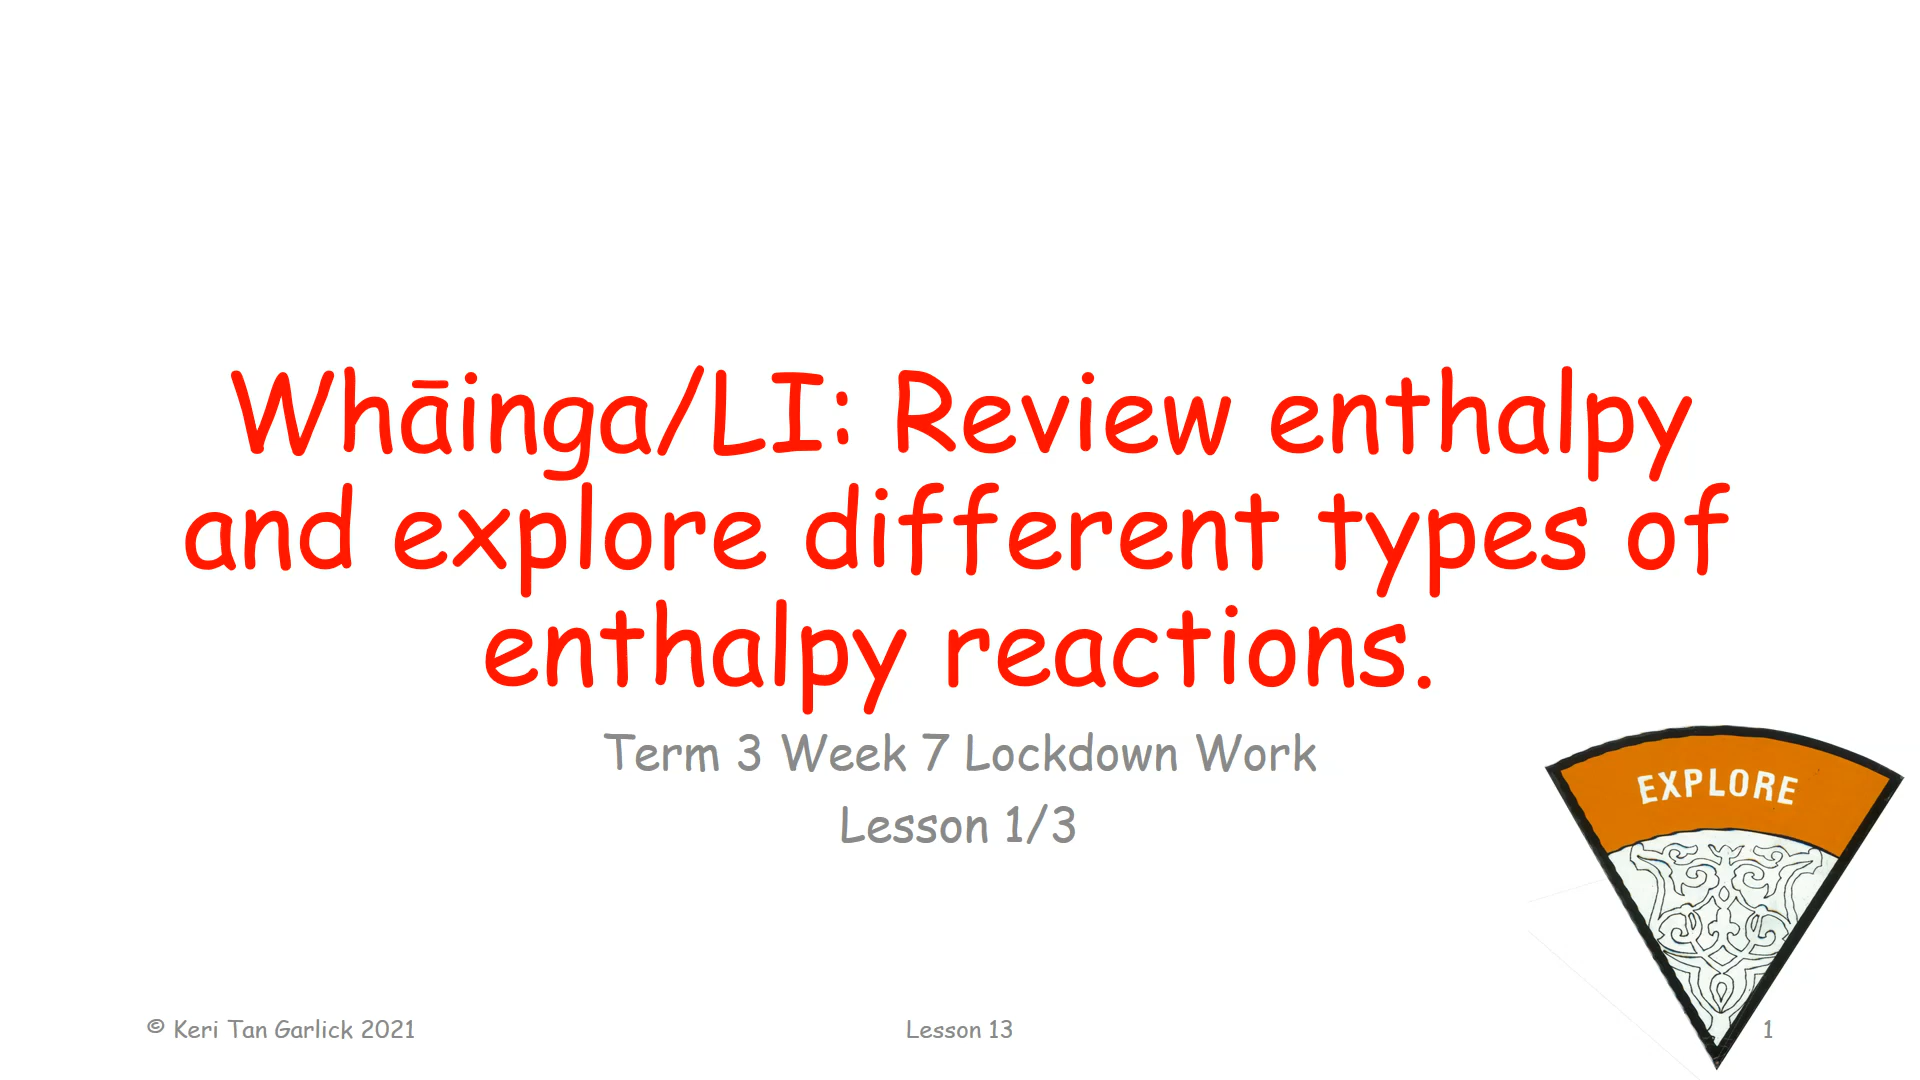 Whāinga/LI: Review enthalpy
and explore different types of
enthalpy reactions.
Term 3 Week 7 Lockdown Work
Lesson 1/3
EXPLORE
© Keri Tan Garlick 2021
Lesson 13
1